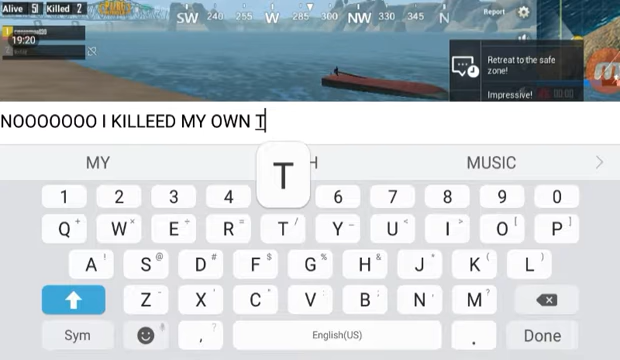 Alive 5 Killed 2
SW 240 255 W 285 300 NW 330 345 N
Report
19:20
Retreat to the safe
zone!
Impressive! 00:00
NOOOOOOO I KILLEED MY OWN T
MY H MUSIC
T
1 2 3 4 6 7 8 9 0
Q + W × E ÷ R = T / Y _ U < I > O [ P ]
A ! S @ D # F $ G % H & J * K ( L )
Z - X ' C " V : B ; N , M ?
Sym , ! English(US) . Done